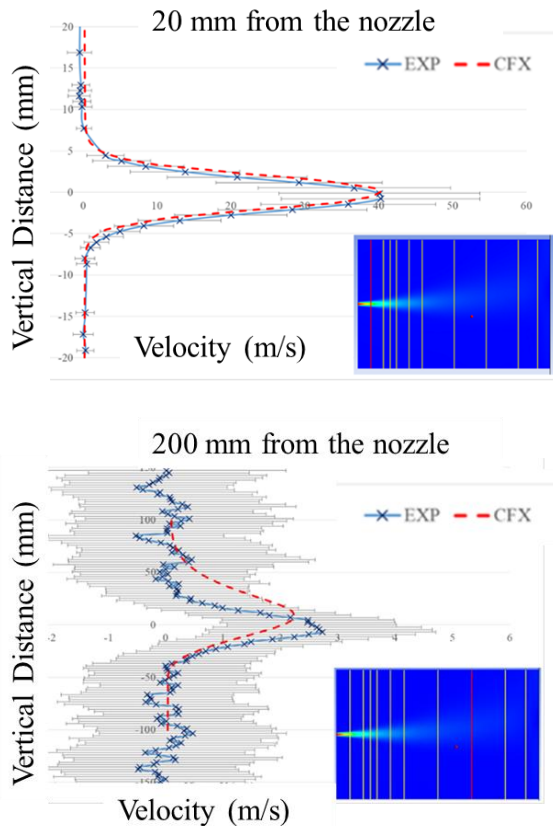 20 mm from the nozzle
EXP CFX
Vertical Distance (mm)
20
15
10
5
0
-5
-10
-15
-20
0 10 20 30 40 50 60
Velocity (m/s)
200 mm from the nozzle
EXP CFX
Vertical Distance (mm)
100
50
0
-50
-100
-2 -1 0 1 2 3 4 5 6
Velocity (m/s)